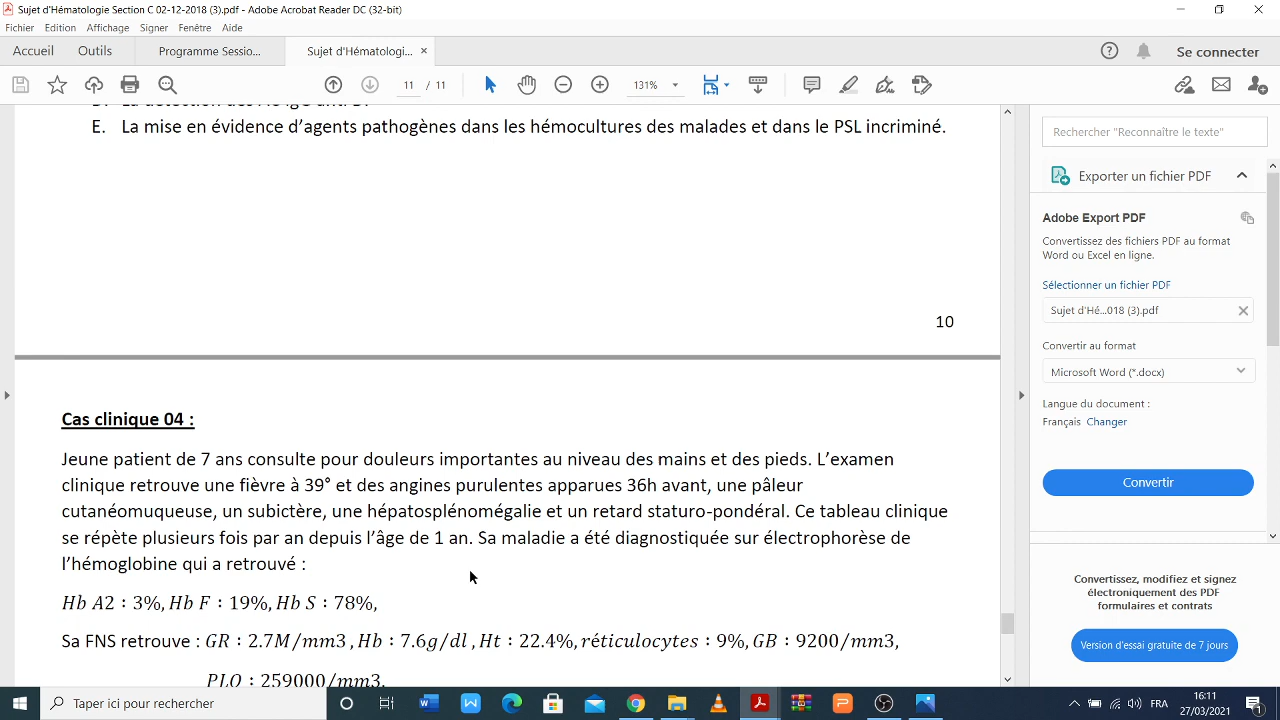 Sujet d'Hématologie Section C 02-12-2018 (3).pdf - Adobe Acrobat Reader DC (32-bit)
Fichier Edition Affichage Signer Fenêtre Aide
Accueil Outils Programme Sessio... Sujet d'Hématologi... × Se connecter
11 / 11 131%
E. La mise en évidence d'agents pathogènes dans les hémocultures des malades et dans le PSL incriminé.
10
Cas clinique 04 :
Jeune patient de 7 ans consulte pour douleurs importantes au niveau des mains et des pieds. L'examen
clinique retrouve une fièvre à 39° et des angines purulentes apparues 36h avant, une pâleur
cutanéomuqueuse, un subictère, une hépatosplénomégalie et un retard staturo-pondéral. Ce tableau clinique
se répète plusieurs fois par an depuis l'âge de 1 an. Sa maladie a été diagnostiquée sur électrophorèse de
l'hémoglobine qui a retrouvé :
Hb A2 : 3%, Hb F : 19%, Hb S : 78%,
Sa FNS retrouve : GR : 2.7M/mm3 , Hb : 7.6g/dl , Ht : 22.4%, réticulocytes : 9%, GB : 9200/mm3,
PLQ : 259000/mm3.
Rechercher "Reconnaître le texte"
Exporter un fichier PDF
Adobe Export PDF
Convertissez des fichiers PDF au format
Word ou Excel en ligne.
Sélectionner un fichier PDF
Sujet d'Hé...018 (3).pdf
Convertir au format
Microsoft Word (*.docx)
Langue du document :
Français Changer
Convertir
Convertissez, modifiez et signez
électroniquement des PDF
formulaires et contrats
Version d'essai gratuite de 7 jours
Taper ici pour rechercher
FRA
16:11
27/03/2021